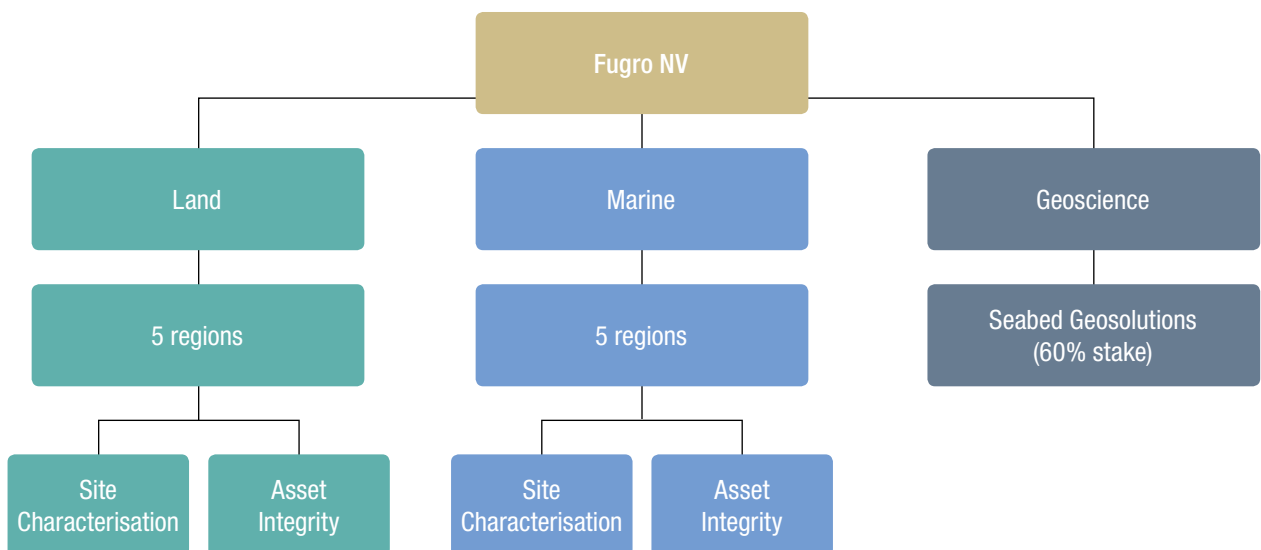 Fugro NV
Land
Marine
Geoscience
5 regions
5 regions
Seabed Geosolutions
(60% stake)
Site
Characterisation
Asset
Integrity
Site
Characterisation
Asset
Integrity